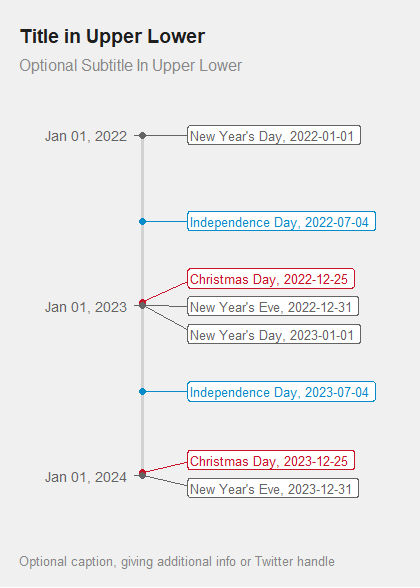 Title in Upper Lower
Optional Subtitle In Upper Lower
Jan 01, 2022
New Year's Day, 2022-01-01
Independence Day, 2022-07-04
Christmas Day, 2022-12-25
Jan 01, 2023
New Year's Eve, 2022-12-31
New Year's Day, 2023-01-01
Independence Day, 2023-07-04
Christmas Day, 2023-12-25
Jan 01, 2024
New Year's Eve, 2023-12-31
Optional caption, giving additional info or Twitter handle